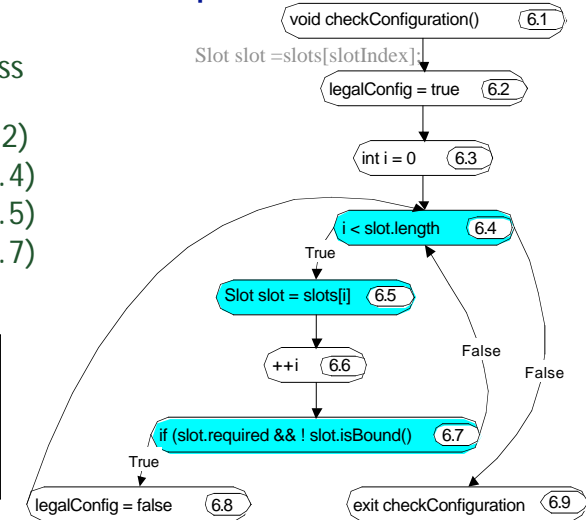 void checkConfiguration() 6.1
Slot slot =slots[slotIndex];
ss
legalConfig = true 6.2
2)
.4)
int i = 0 6.3
.5)
.7)
i < slot.length 6.4
True
Slot slot = slots[i] 6.5
++i 6.6
False
False
if (slot.required && ! slot.isBound() 6.7
True
legalConfig = false 6.8
exit checkConfiguration 6.9